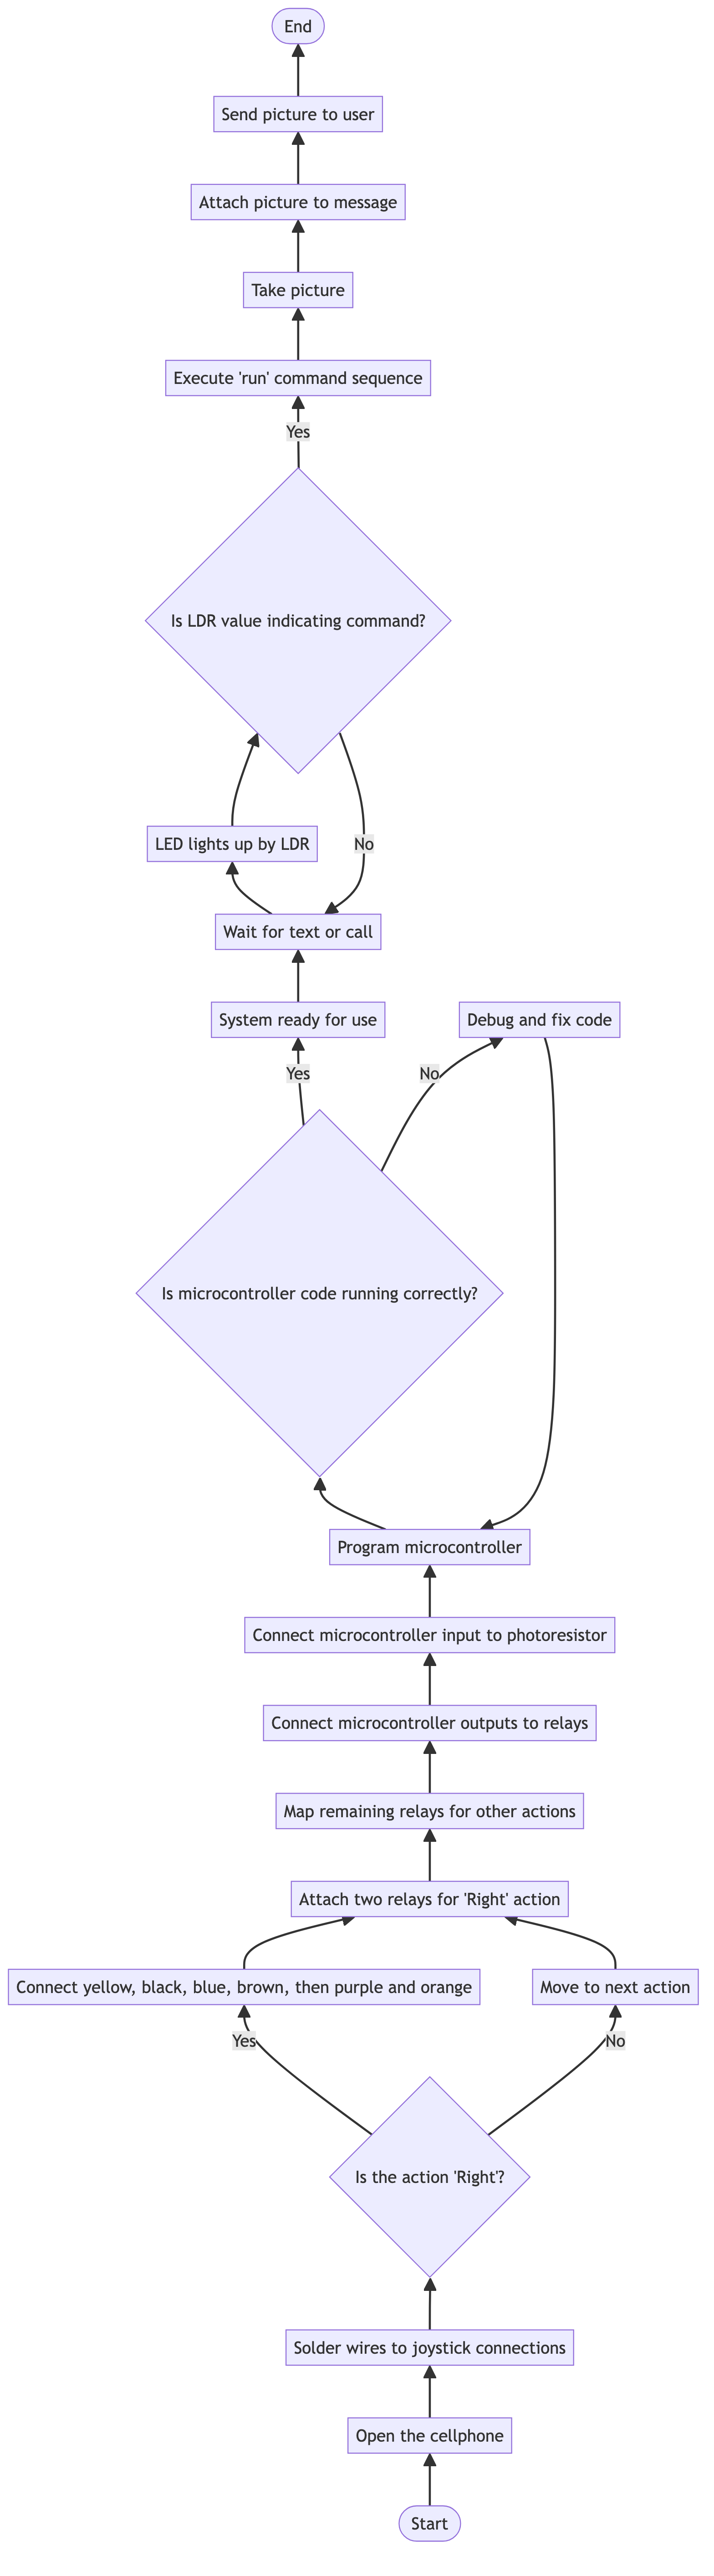 End
Send picture to user
Attach picture to message
Take picture
Execute 'run' command sequence
Yes
Is LDR value indicating command?
LED lights up by LDR
No
Wait for text or call
System ready for use
Debug and fix code
Yes
No
Is microcontroller code running correctly?
Program microcontroller
Connect microcontroller input to photoresistor
Connect microcontroller outputs to relays
Map remaining relays for other actions
Attach two relays for 'Right' action
Connect yellow, black, blue, brown, then purple and orange
Move to next action
Yes
No
Is the action 'Right'?
Solder wires to joystick connections
Open the cellphone
Start